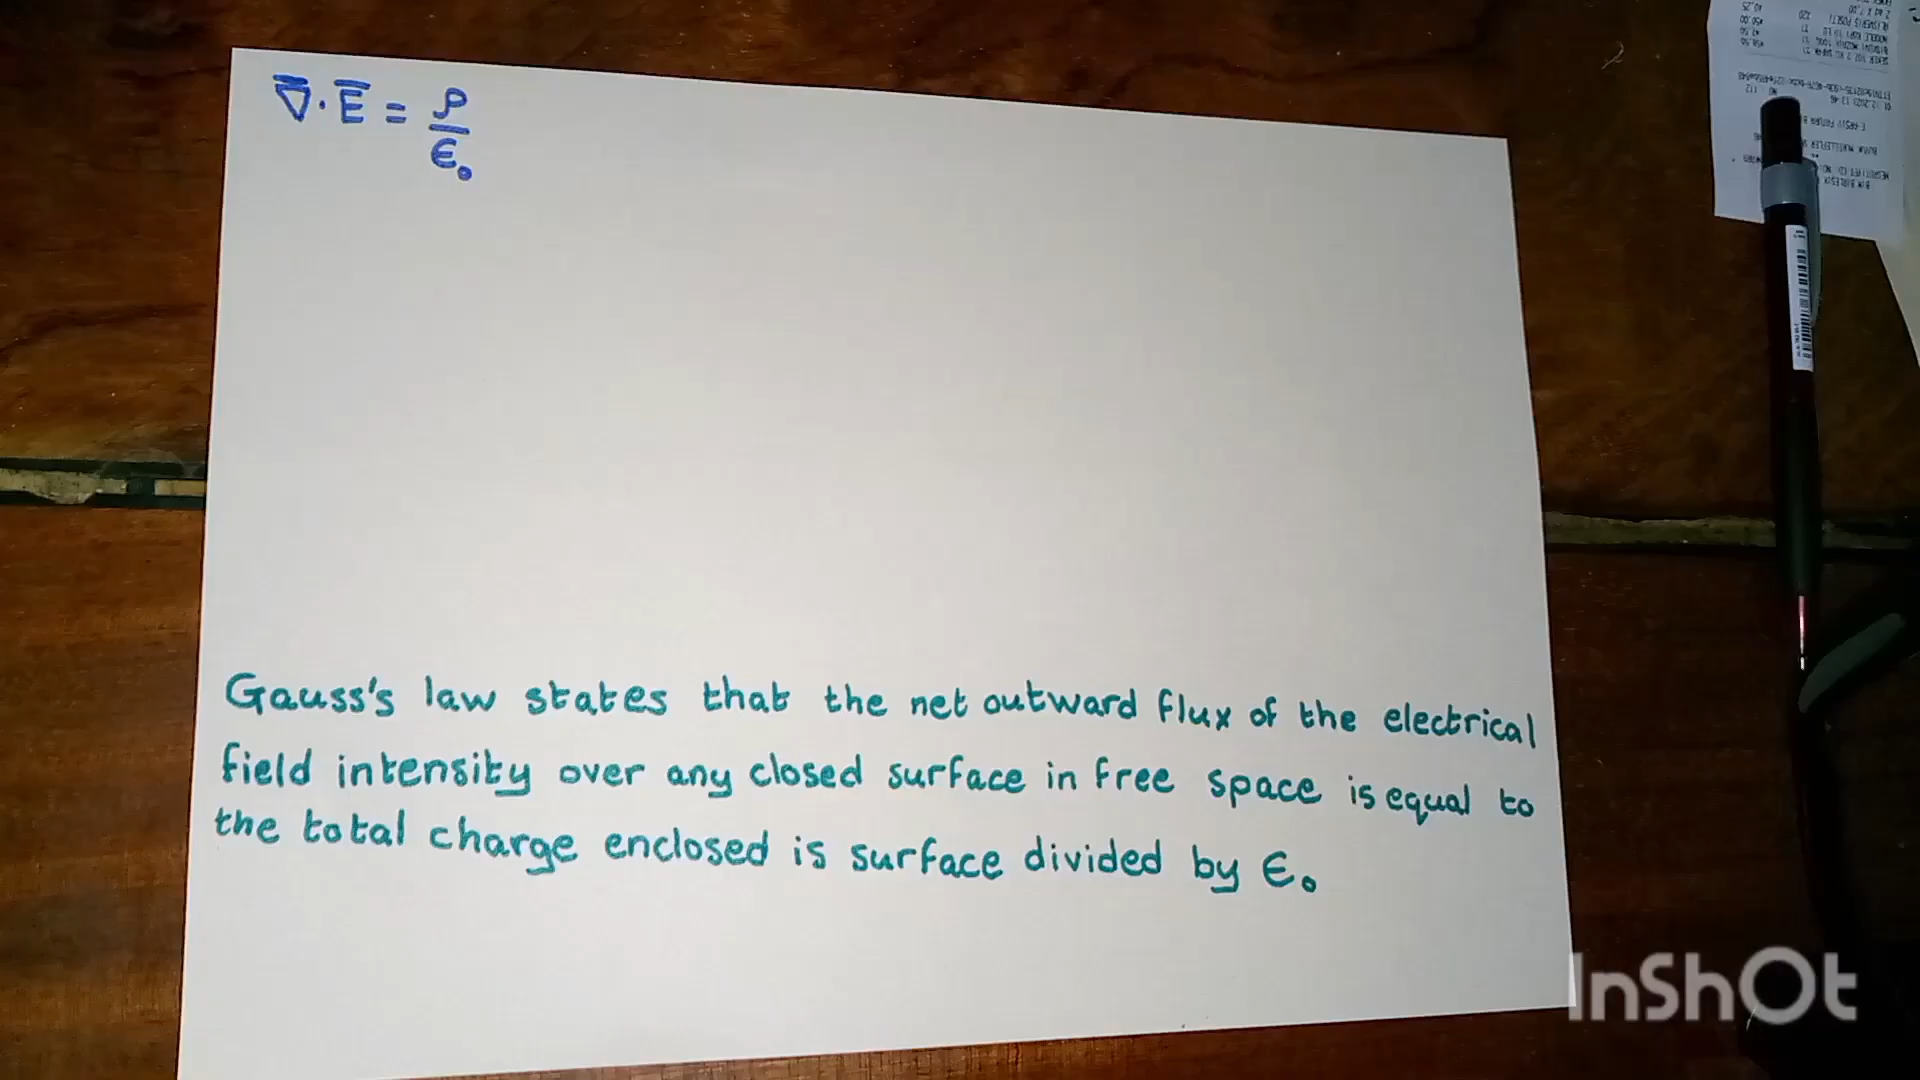 ∇̅ · E̅ = ρ / ε₀
Gauss's law states that the net outward flux of the electrical
field intensity over any closed surface in free space is equal to
the total charge enclosed is surface divided by ε₀
InShOt